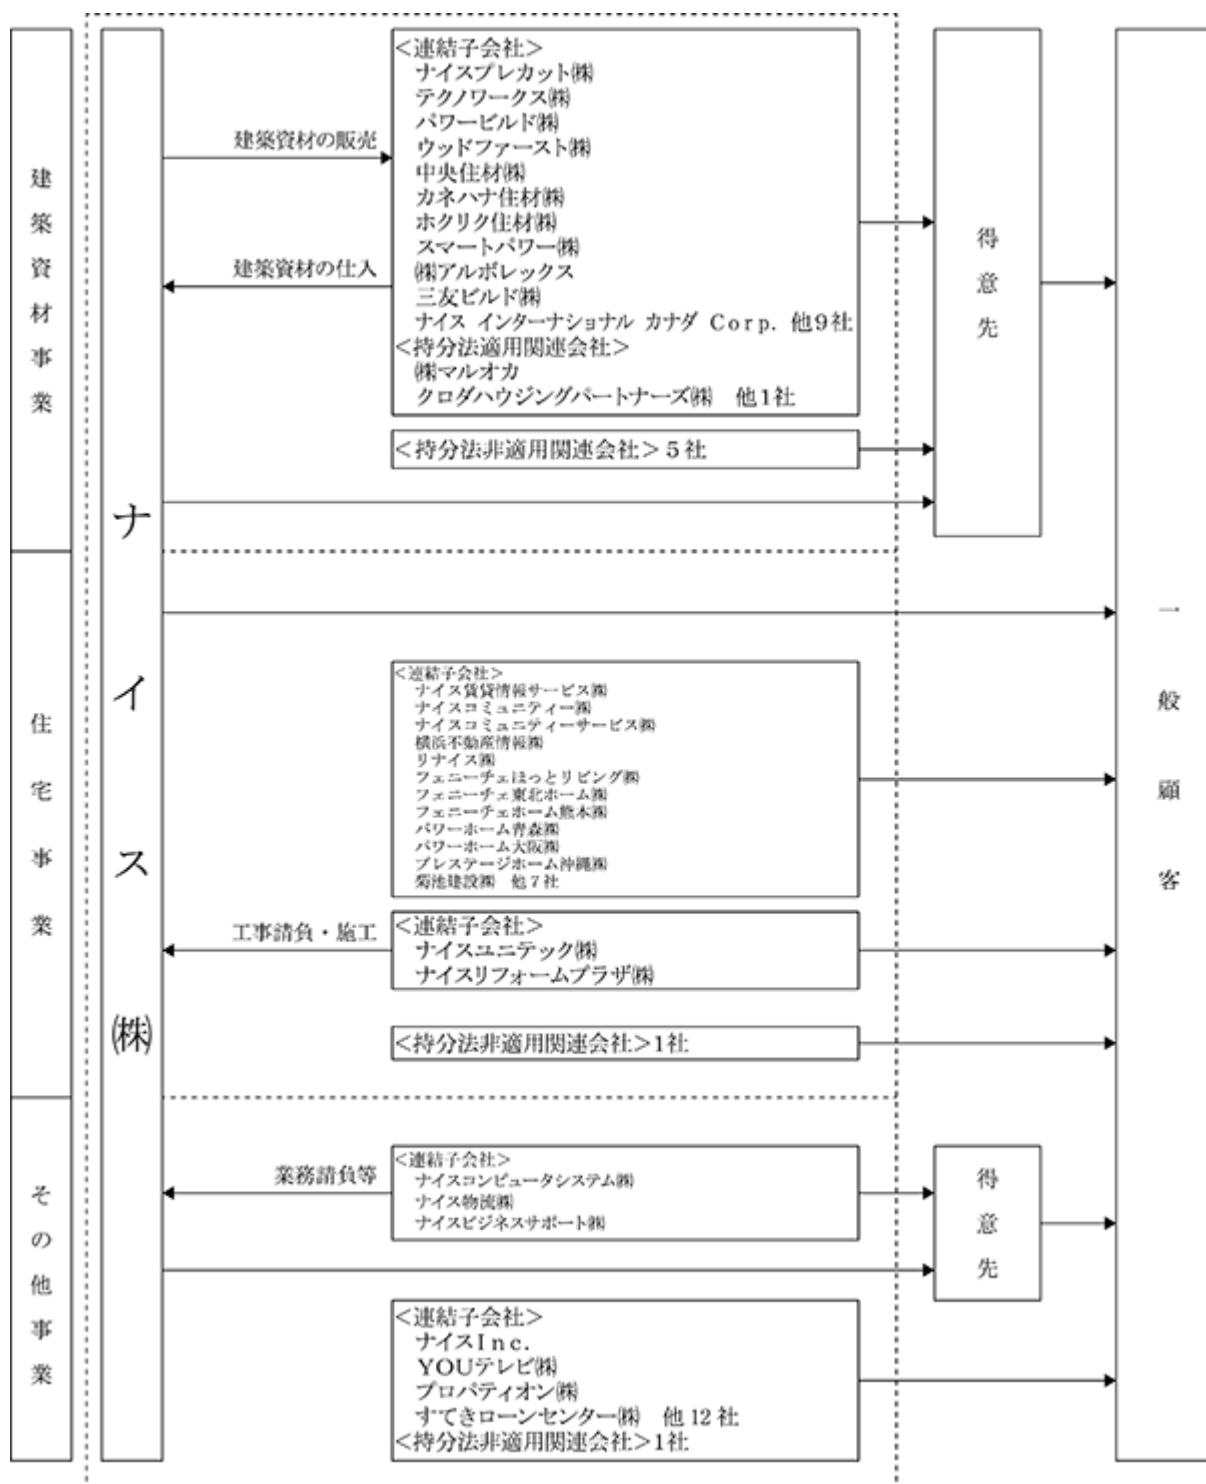 建築資材事業
住宅事業
その他事業
ナイス㈱
建築資材の販売
建築資材の仕入
＜連結子会社＞
ナイスプレカット㈱
テクノワークス㈱
パワービルド㈱
ウッドファースト㈱
中央住材㈱
カネハナ住材㈱
ホクリク住材㈱
スマートパワー㈱
㈱アルボレックス
三友ビルド㈱
ナイス インターナショナル カナダ Corp. 他9社
＜持分法適用関連会社＞
㈱マルオカ
クロダハウジングパートナーズ㈱　他1社
＜持分法非適用関連会社＞5社
得意先
一般顧客
＜連結子会社＞
ナイス賃貸情報サービス㈱
ナイスコミュニティー㈱
ナイスコミュニティーサービス㈱
横浜不動産情報㈱
リナイス㈱
フェニーチェほっとリビング㈱
フェニーチェ東北ホーム㈱
フェニーチェホーム熊本㈱
パワーホーム青森㈱
パワーホーム大阪㈱
プレステージホーム沖縄㈱
菊池建設㈱　他7社
工事請負・施工
＜連結子会社＞
ナイスユニテック㈱
ナイスリフォームプラザ㈱
＜持分法非適用関連会社＞1社
業務請負等
＜連結子会社＞
ナイスコンピュータシステム㈱
ナイス物流㈱
ナイスビジネスサポート㈱
得意先
＜連結子会社＞
ナイスInc.
YOUテレビ㈱
プロパティオン㈱
すてきローンセンター㈱　他12社
＜持分法非適用関連会社＞1社